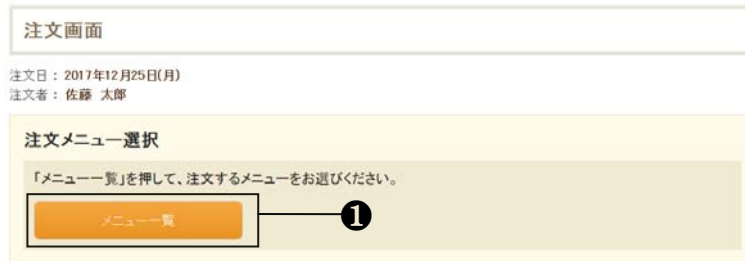 注文画面
注文日： 2017年12月25日(月)
注文者： 佐藤 太郎
注文メニュー選択
「メニュー一覧」を押して、注文するメニューをお選びください。
メニュー一覧
❶